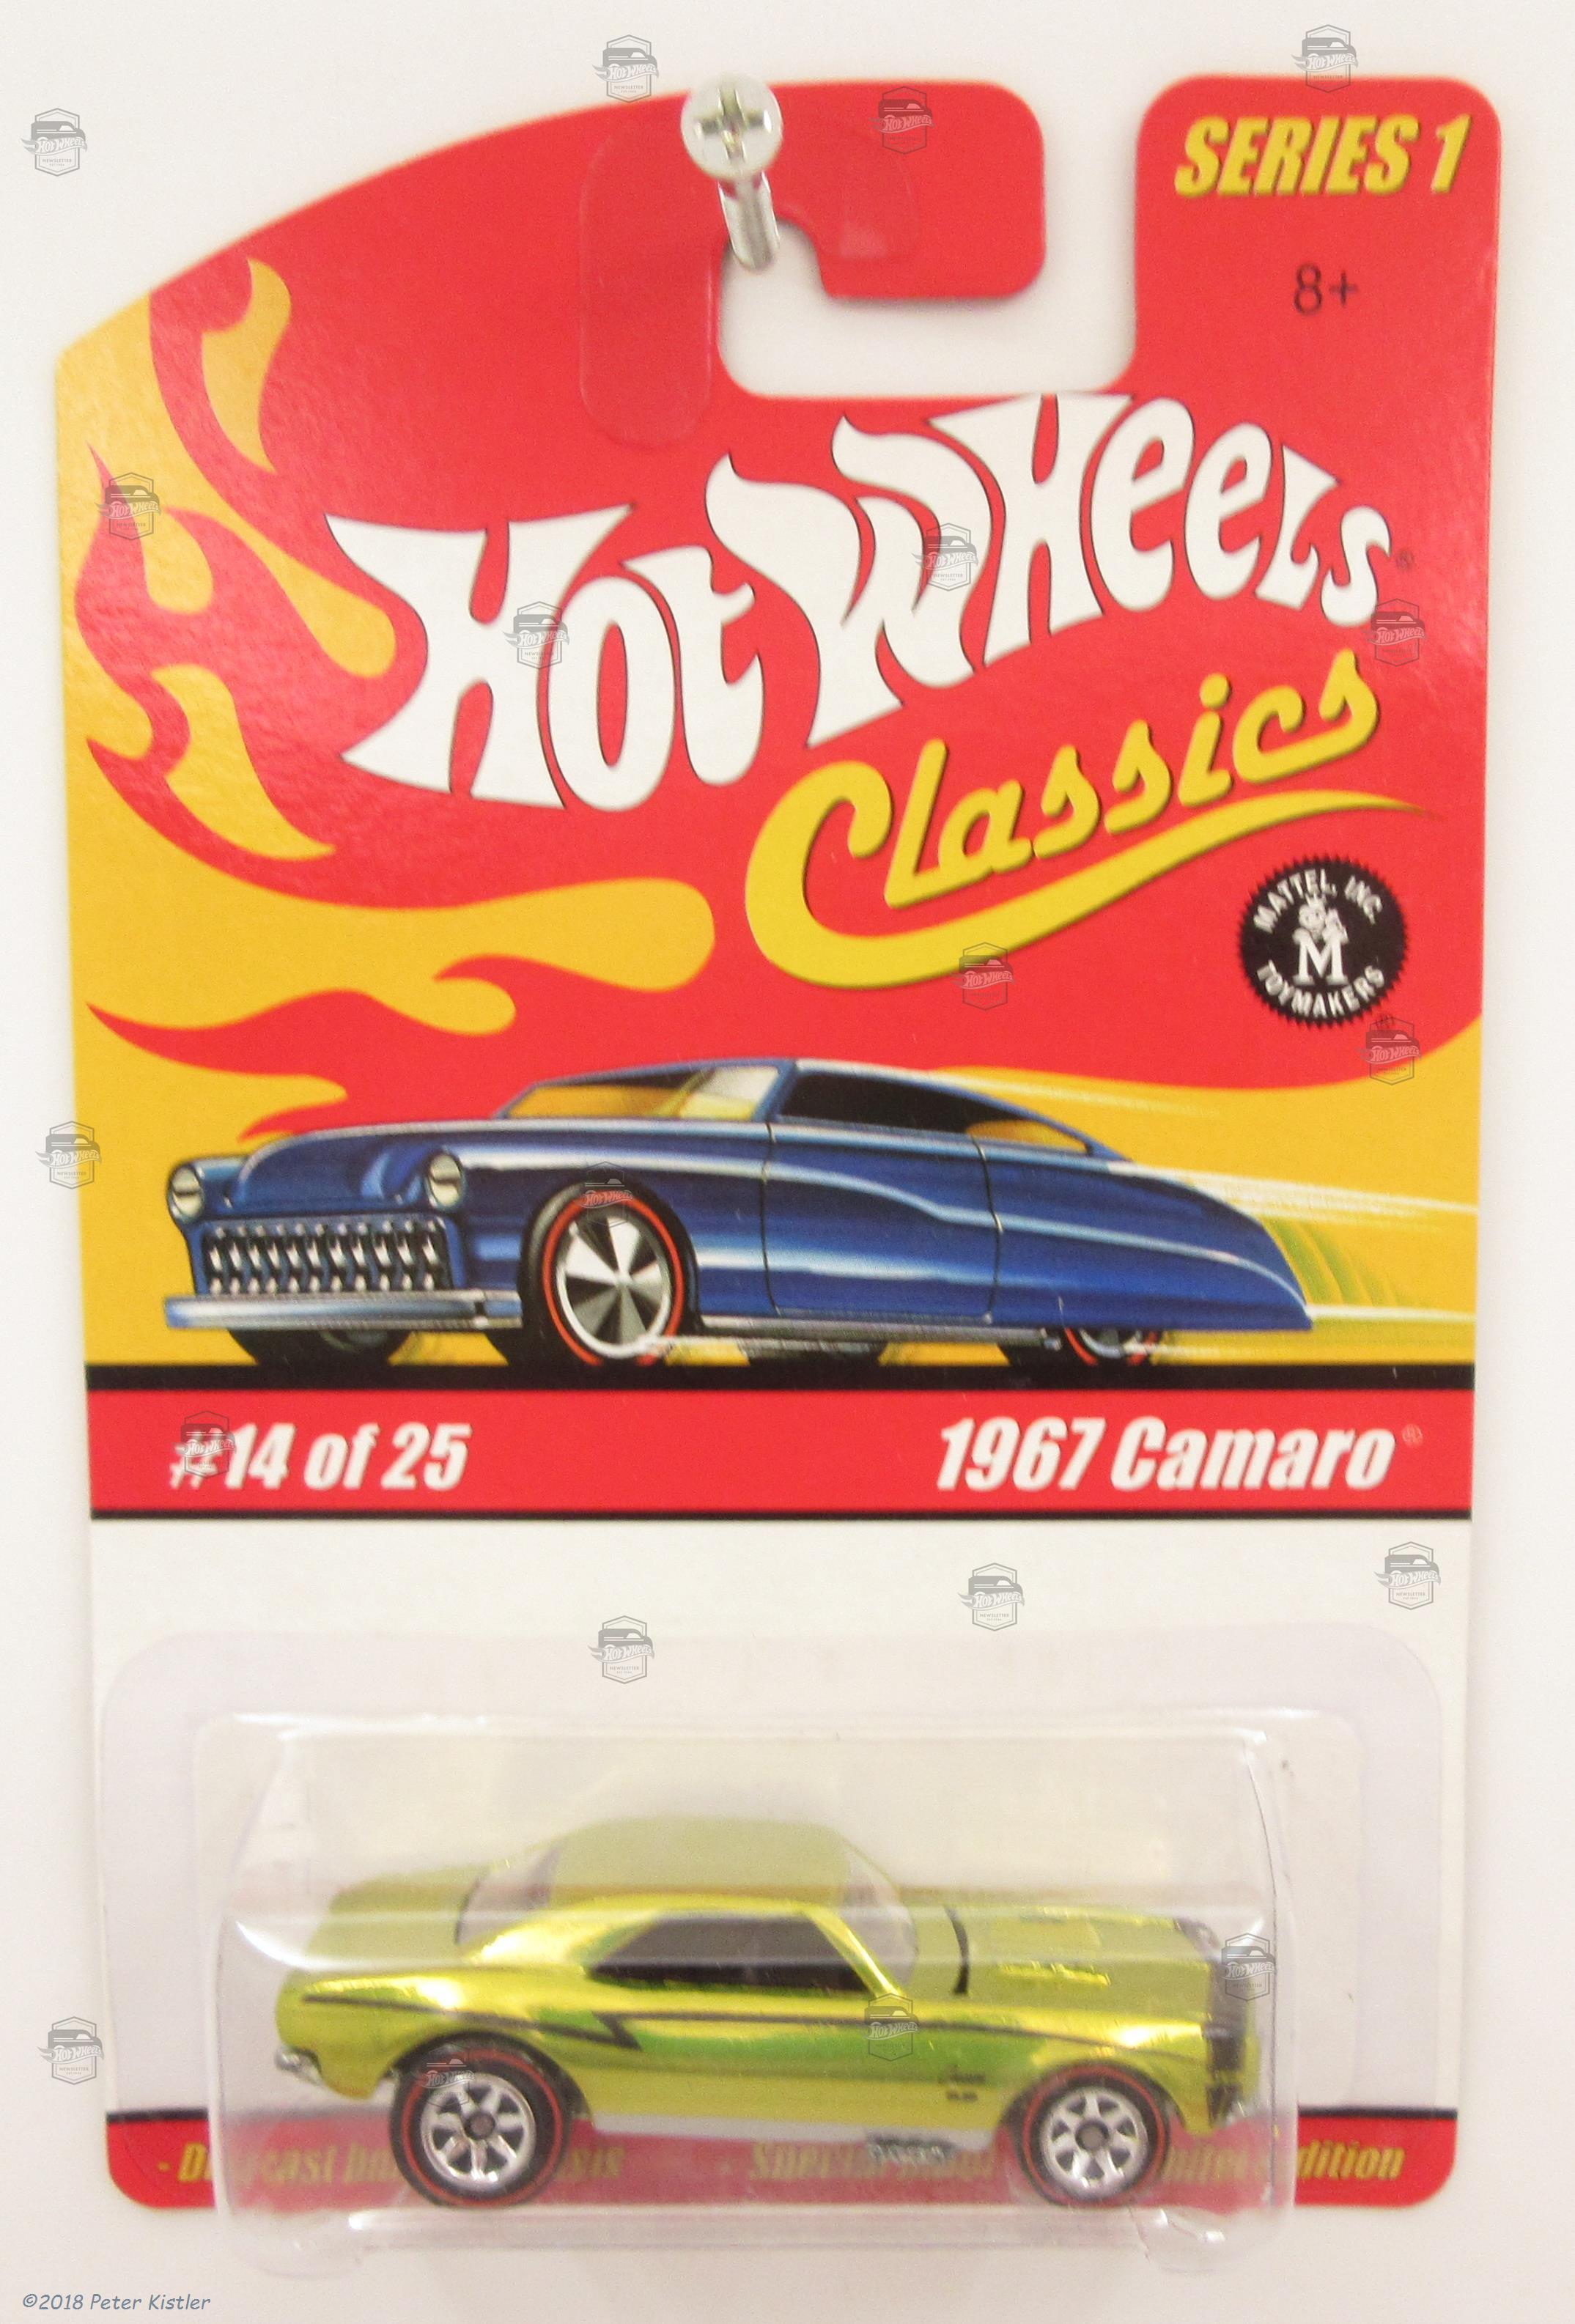 SERIES 1
8+
Hot Wheels®
Classics
MATTEL, INC.
M
TOYMAKERS
#14 of 25
1967 Camaro®
©2018 Peter Kistler